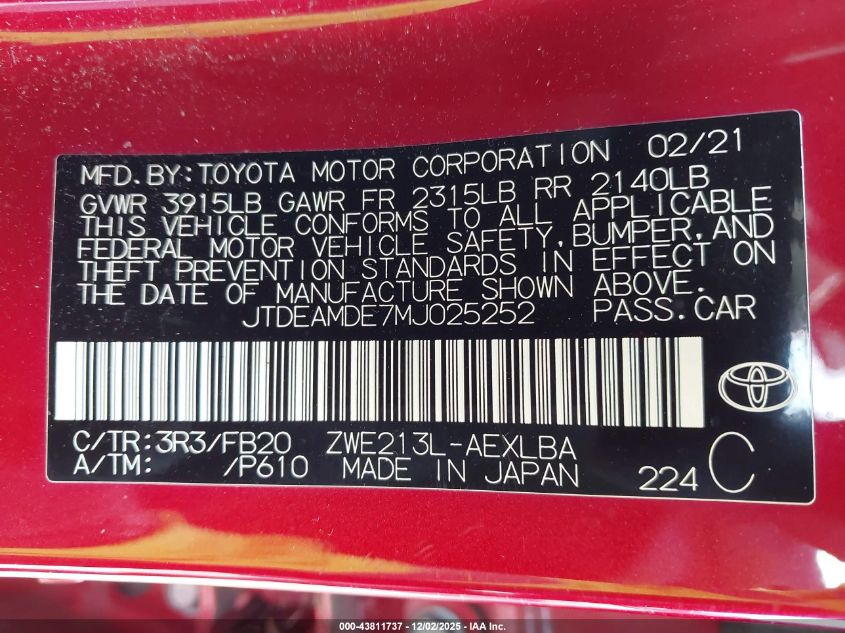 MFD. BY: TOYOTA MOTOR CORPORATION 02/21
GVWR 3915LB GAWR FR 2315LB RR 2140LB
THIS VEHICLE CONFORMS TO ALL APPLICABLE
FEDERAL MOTOR VEHICLE SAFETY, BUMPER, AND
THEFT PREVENTION STANDARDS IN EFFECT ON
THE DATE OF MANUFACTURE SHOWN ABOVE.
JTDEAMDE7MJ025252 PASS. CAR
C/TR: 3R3/FB20 ZWE213L-AEXLBA
A/TM: /P610 MADE IN JAPAN 224 C
000-43811737 - 12/02/2025 - IAA Inc.